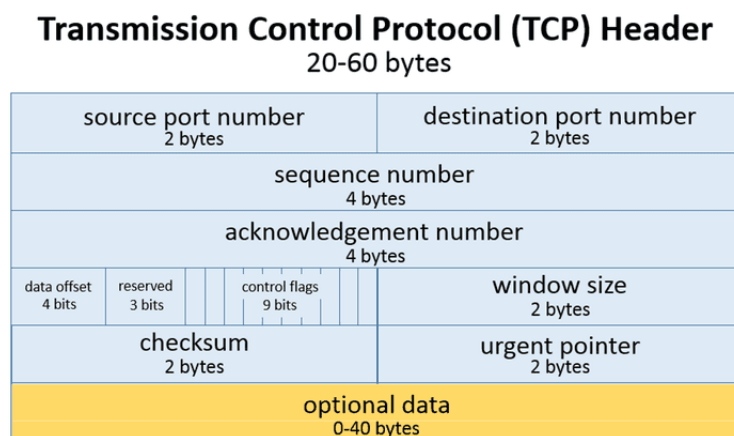 Transmission Control Protocol (TCP) Header
20-60 bytes
source port number
2 bytes
destination port number
2 bytes
sequence number
4 bytes
acknowledgement number
4 bytes
data offset
4 bits
reserved
3 bits
control flags
9 bits
window size
2 bytes
checksum
2 bytes
urgent pointer
2 bytes
optional data
0-40 bytes